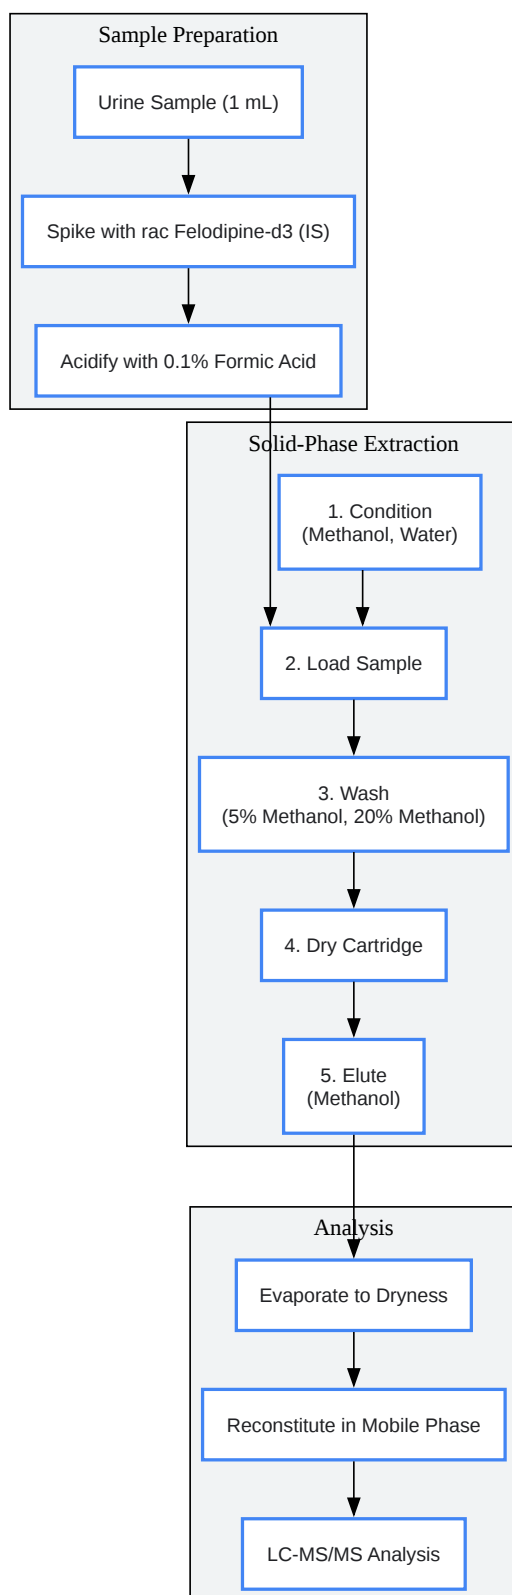 Sample Preparation
Urine Sample (1 mL)
Spike with rac Felodipine-d3 (IS)
Acidify with 0.1% Formic Acid
Solid-Phase Extraction
1. Condition
(Methanol, Water)
2. Load Sample
3. Wash
(5% Methanol, 20% Methanol)
4. Dry Cartridge
5. Elute
(Methanol)
Analysis
Evaporate to Dryness
Reconstitute in Mobile Phase
LC-MS/MS Analysis